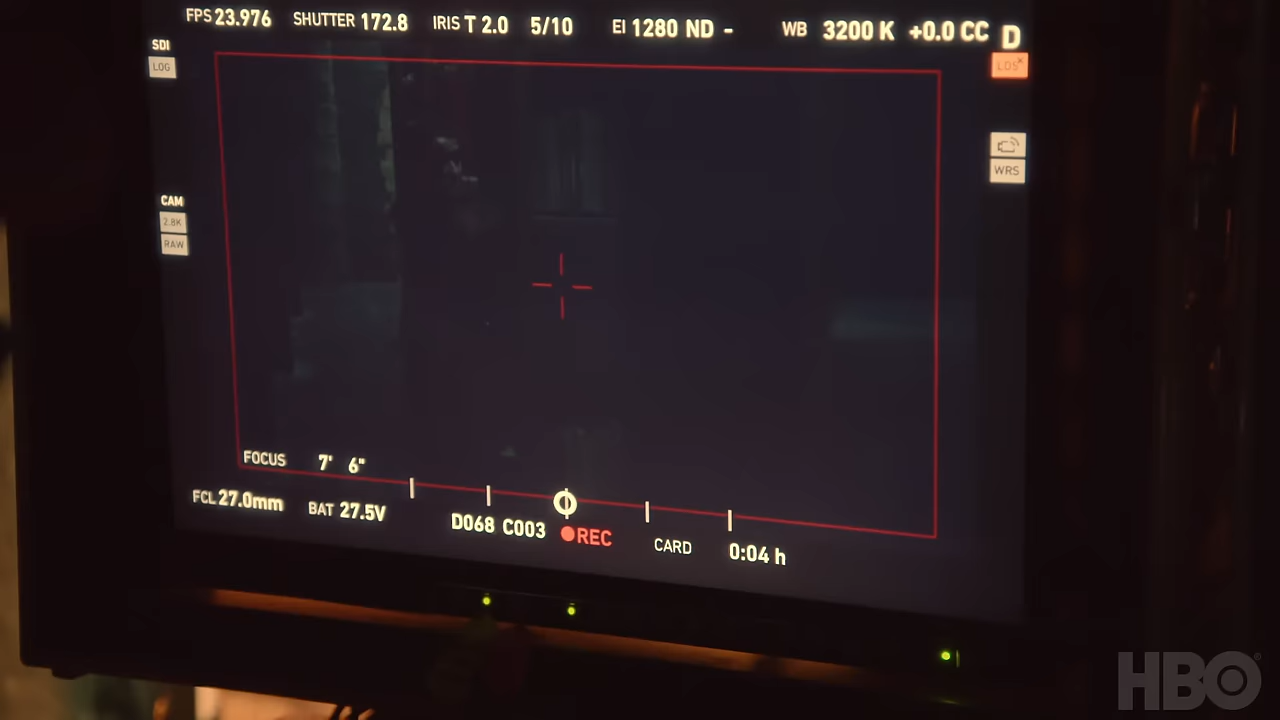 FPS 23.976 SHUTTER 172.8 IRIS T 2.0 5/10 EI 1280 ND - WB 3200 K +0.0 CC D
SDI
LOG
LDS
WRS
CAM
2.8K
RAW
FOCUS 7' 6"
FCL 27.0mm BAT 27.5V D068 C003 REC CARD 0:04 h
HBO